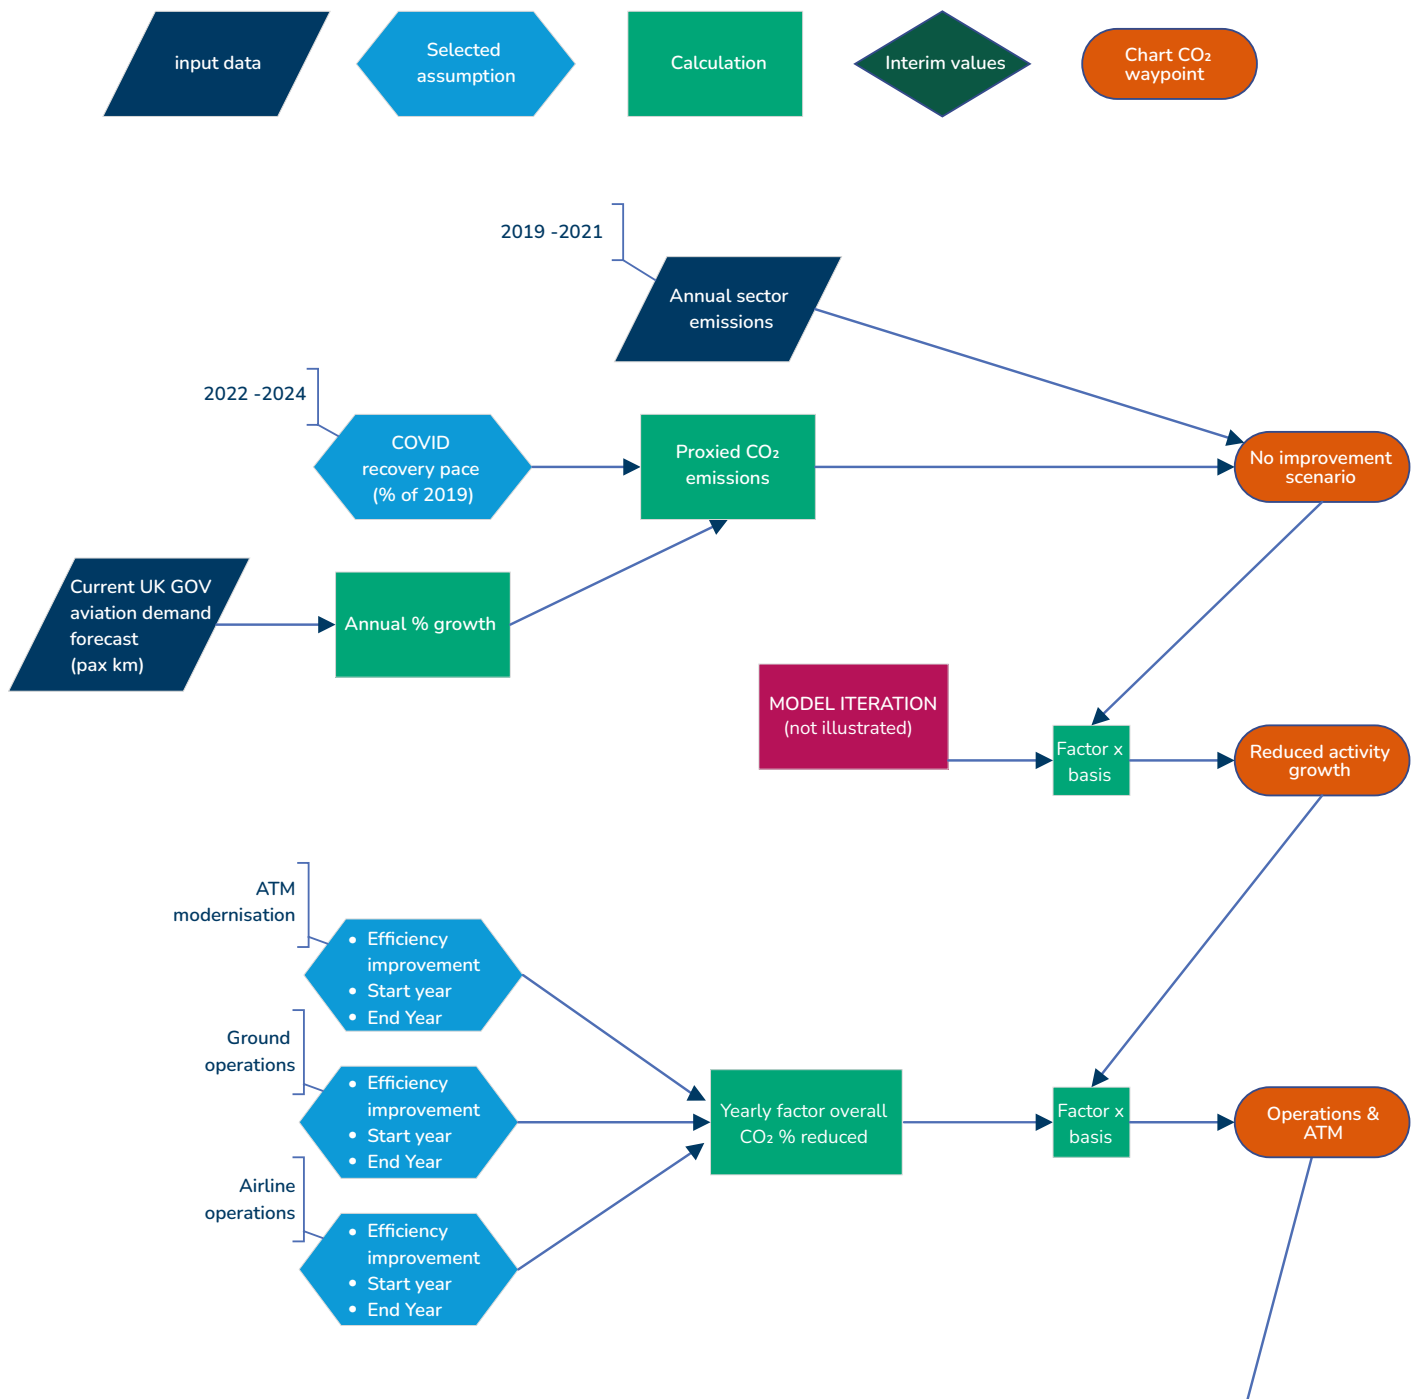 input data
Selected
assumption
Calculation
Interim values
Chart CO₂
waypoint
2019 -2021
Annual sector
emissions
2022 -2024
COVID
recovery pace
(% of 2019)
Proxied CO₂
emissions
No improvement
scenario
Current UK GOV
aviation demand
forecast
(pax km)
Annual % growth
MODEL ITERATION
(not illustrated)
Factor x
basis
Reduced activity
growth
ATM
modernisation
• Efficiency
improvement
• Start year
• End Year
Ground
operations
• Efficiency
improvement
• Start year
• End Year
Yearly factor overall
CO₂ % reduced
Factor x
basis
Operations &
ATM
Airline
operations
• Efficiency
improvement
• Start year
• End Year